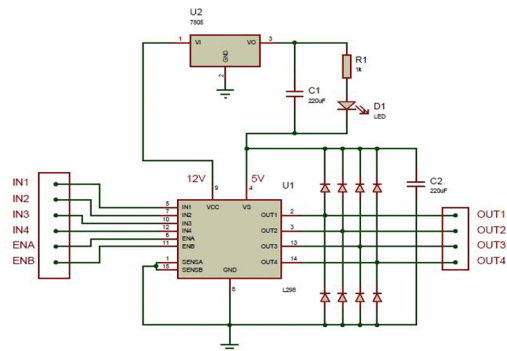 U2
7805
1 VI VO 3
GND
2
R1
1k
C1
220uF
D1
LED
12V 5V
9 4
U1
C2
220uF
IN1
IN2
IN3
IN4
ENA
ENB
5 IN1
7 IN2
10 IN3
12 IN4
6 ENA
11 ENB
1 SENSA
15 SENSB
VCC VS
OUT1 2
OUT2 3
OUT3 13
OUT4 14
GND
8
L298
OUT1
OUT2
OUT3
OUT4